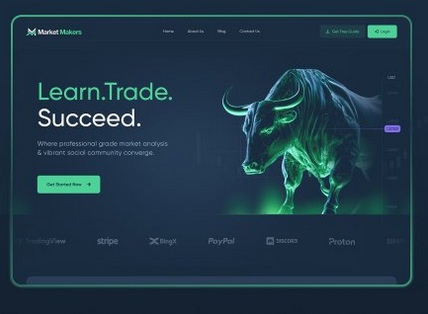 Market Makers
Home
About Us
Blog
Contact Us
Get Free Guide
Login
Learn.Trade.
Succeed.
Where professional grade market analysis
& vibrant social community converge.
Get Started Now
TradingView
stripe
BingX
PayPal
DISCORD
Proton